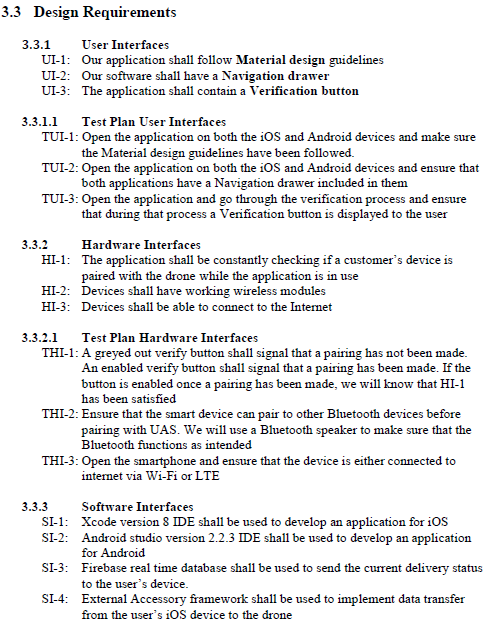 3.3 Design Requirements
3.3.1 User Interfaces
UI-1: Our application shall follow Material design guidelines
UI-2: Our software shall have a Navigation drawer
UI-3: The application shall contain a Verification button
3.3.1.1 Test Plan User Interfaces
TUI-1: Open the application on both the iOS and Android devices and make sure
the Material design guidelines have been followed.
TUI-2: Open the application on both the iOS and Android devices and ensure that
both applications have a Navigation drawer included in them
TUI-3: Open the application and go through the verification process and ensure
that during that process a Verification button is displayed to the user
3.3.2 Hardware Interfaces
HI-1: The application shall be constantly checking if a customer's device is
paired with the drone while the application is in use
HI-2: Devices shall have working wireless modules
HI-3: Devices shall be able to connect to the Internet
3.3.2.1 Test Plan Hardware Interfaces
THI-1: A greyed out verify button shall signal that a pairing has not been made.
An enabled verify button shall signal that a pairing has been made. If the
button is enabled once a pairing has been made, we will know that HI-1
has been satisfied
THI-2: Ensure that the smart device can pair to other Bluetooth devices before
pairing with UAS. We will use a Bluetooth speaker to make sure that the
Bluetooth functions as intended
THI-3: Open the smartphone and ensure that the device is either connected to
internet via Wi-Fi or LTE
3.3.3 Software Interfaces
SI-1: Xcode version 8 IDE shall be used to develop an application for iOS
SI-2: Android studio version 2.2.3 IDE shall be used to develop an application
for Android
SI-3: Firebase real time database shall be used to send the current delivery status
to the user's device.
SI-4: External Accessory framework shall be used to implement data transfer
from the user's iOS device to the drone